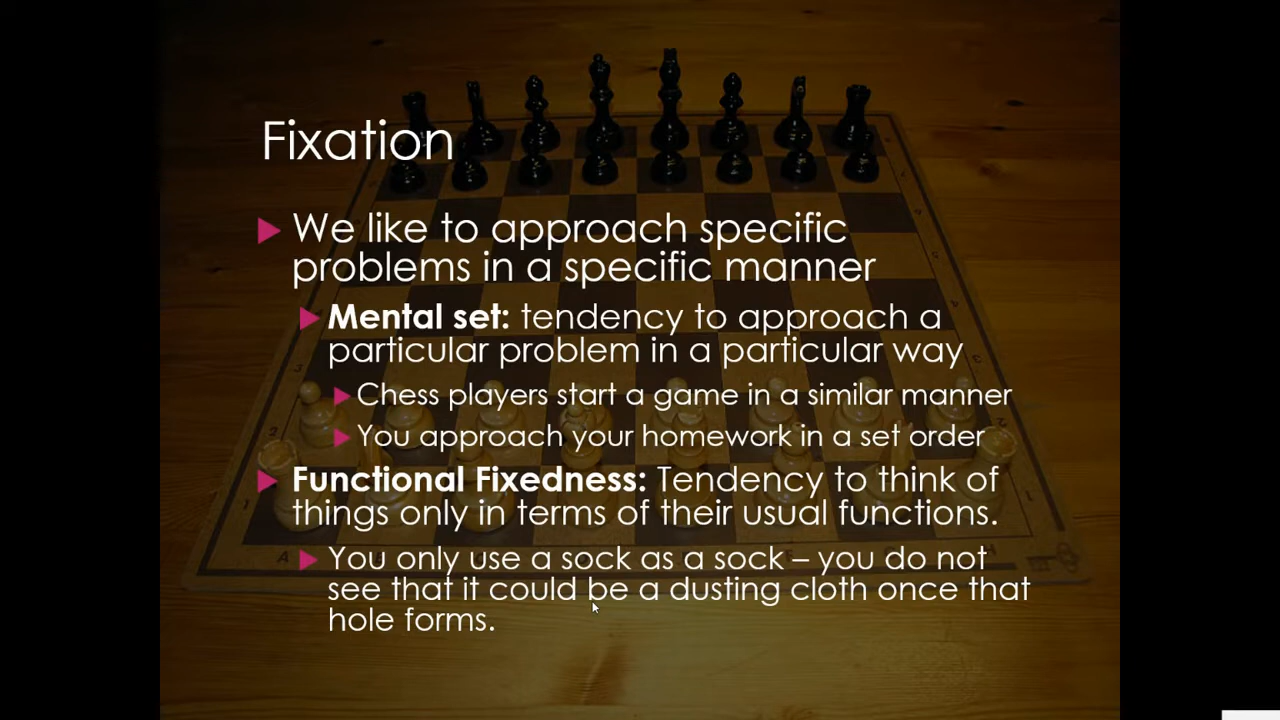 Fixation
We like to approach specific
problems in a specific manner
Mental set: tendency to approach a
particular problem in a particular way
Chess players start a game in a similar manner
You approach your homework in a set order
Functional Fixedness: Tendency to think of
things only in terms of their usual functions.
You only use a sock as a sock – you do not
see that it could be a dusting cloth once that
hole forms.